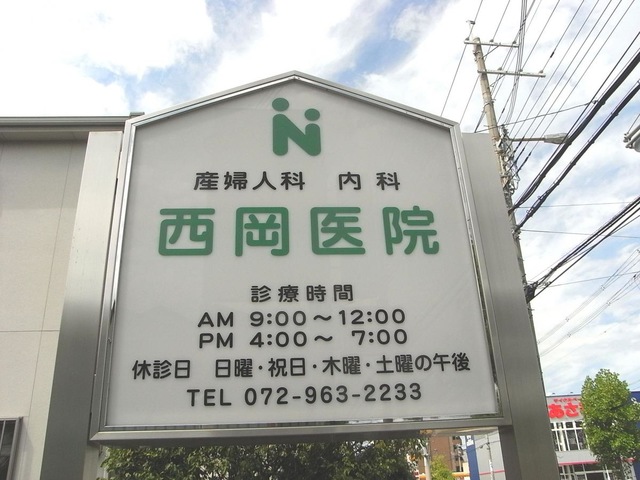 産婦人科　内科
西岡医院
診療時間
AM 9:00～12:00
PM 4:00～ 7:00
休診日　日曜・祝日・木曜・土曜の午後
TEL 072-963-2233
あさ